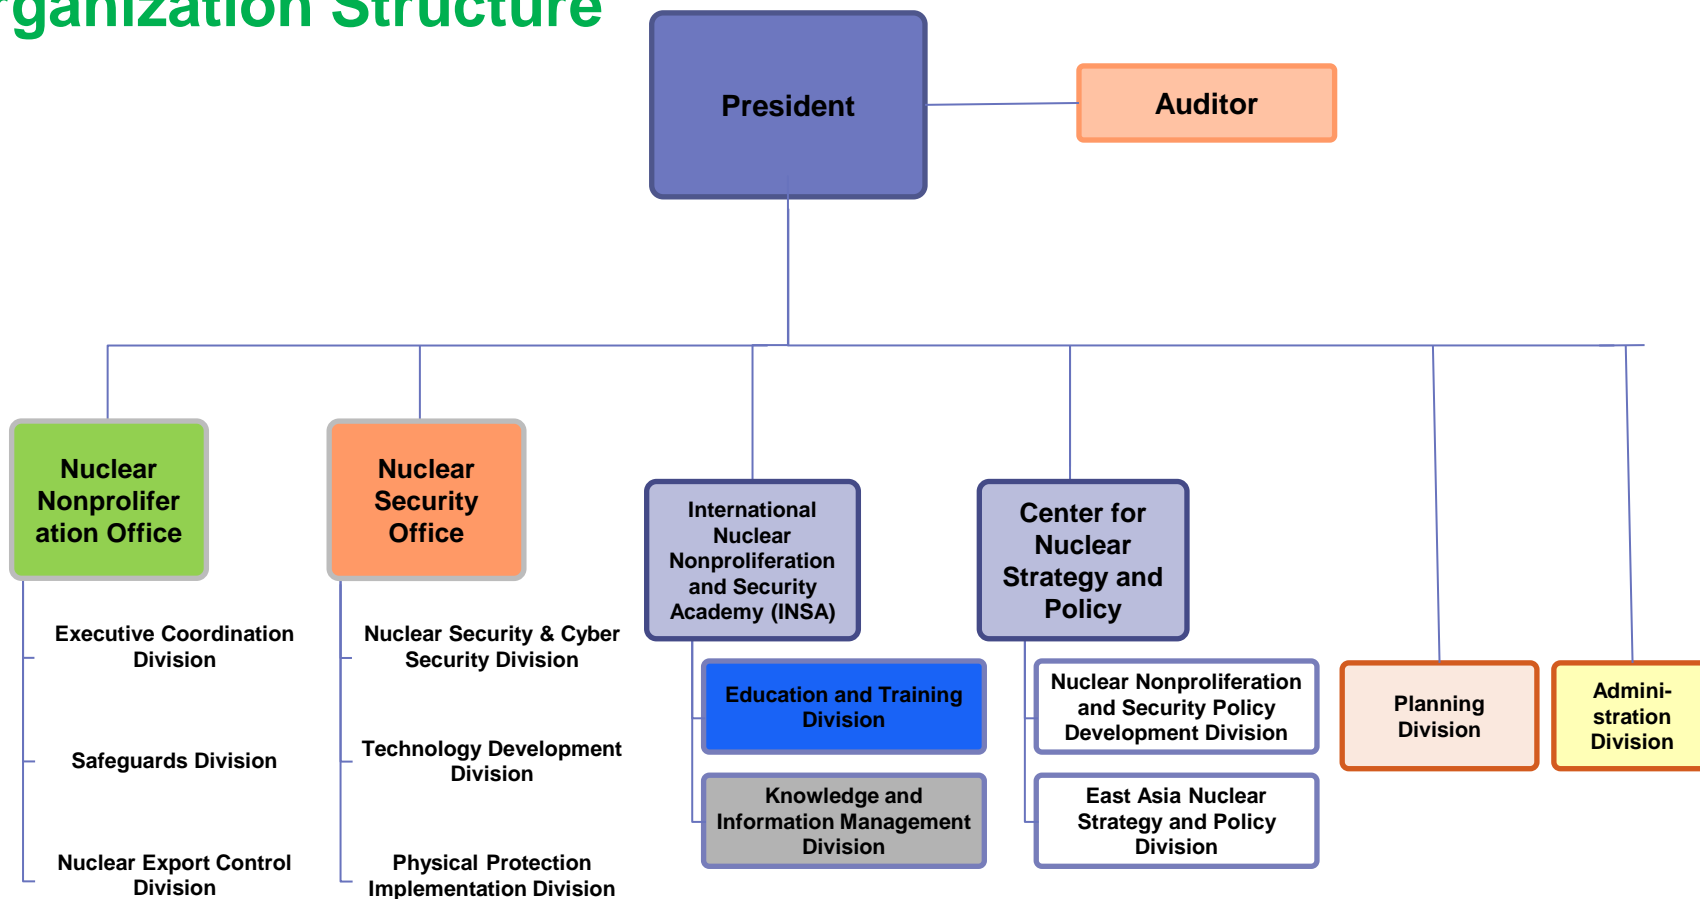 rganization Structure
President
Auditor
Nuclear
Nonprolifer
ation Office
Nuclear
Security
Office
International
Nuclear
Nonproliferation
and Security
Academy (INSA)
Center for
Nuclear
Strategy and
Policy
Executive Coordination
Division
Safeguards Division
Nuclear Export Control
Division
Nuclear Security & Cyber
Security Division
Technology Development
Division
Physical Protection
Implementation Division
Education and Training
Division
Knowledge and
Information Management
Division
Nuclear Nonproliferation
and Security Policy
Development Division
East Asia Nuclear
Strategy and Policy
Division
Planning
Division
Admini-
stration
Division